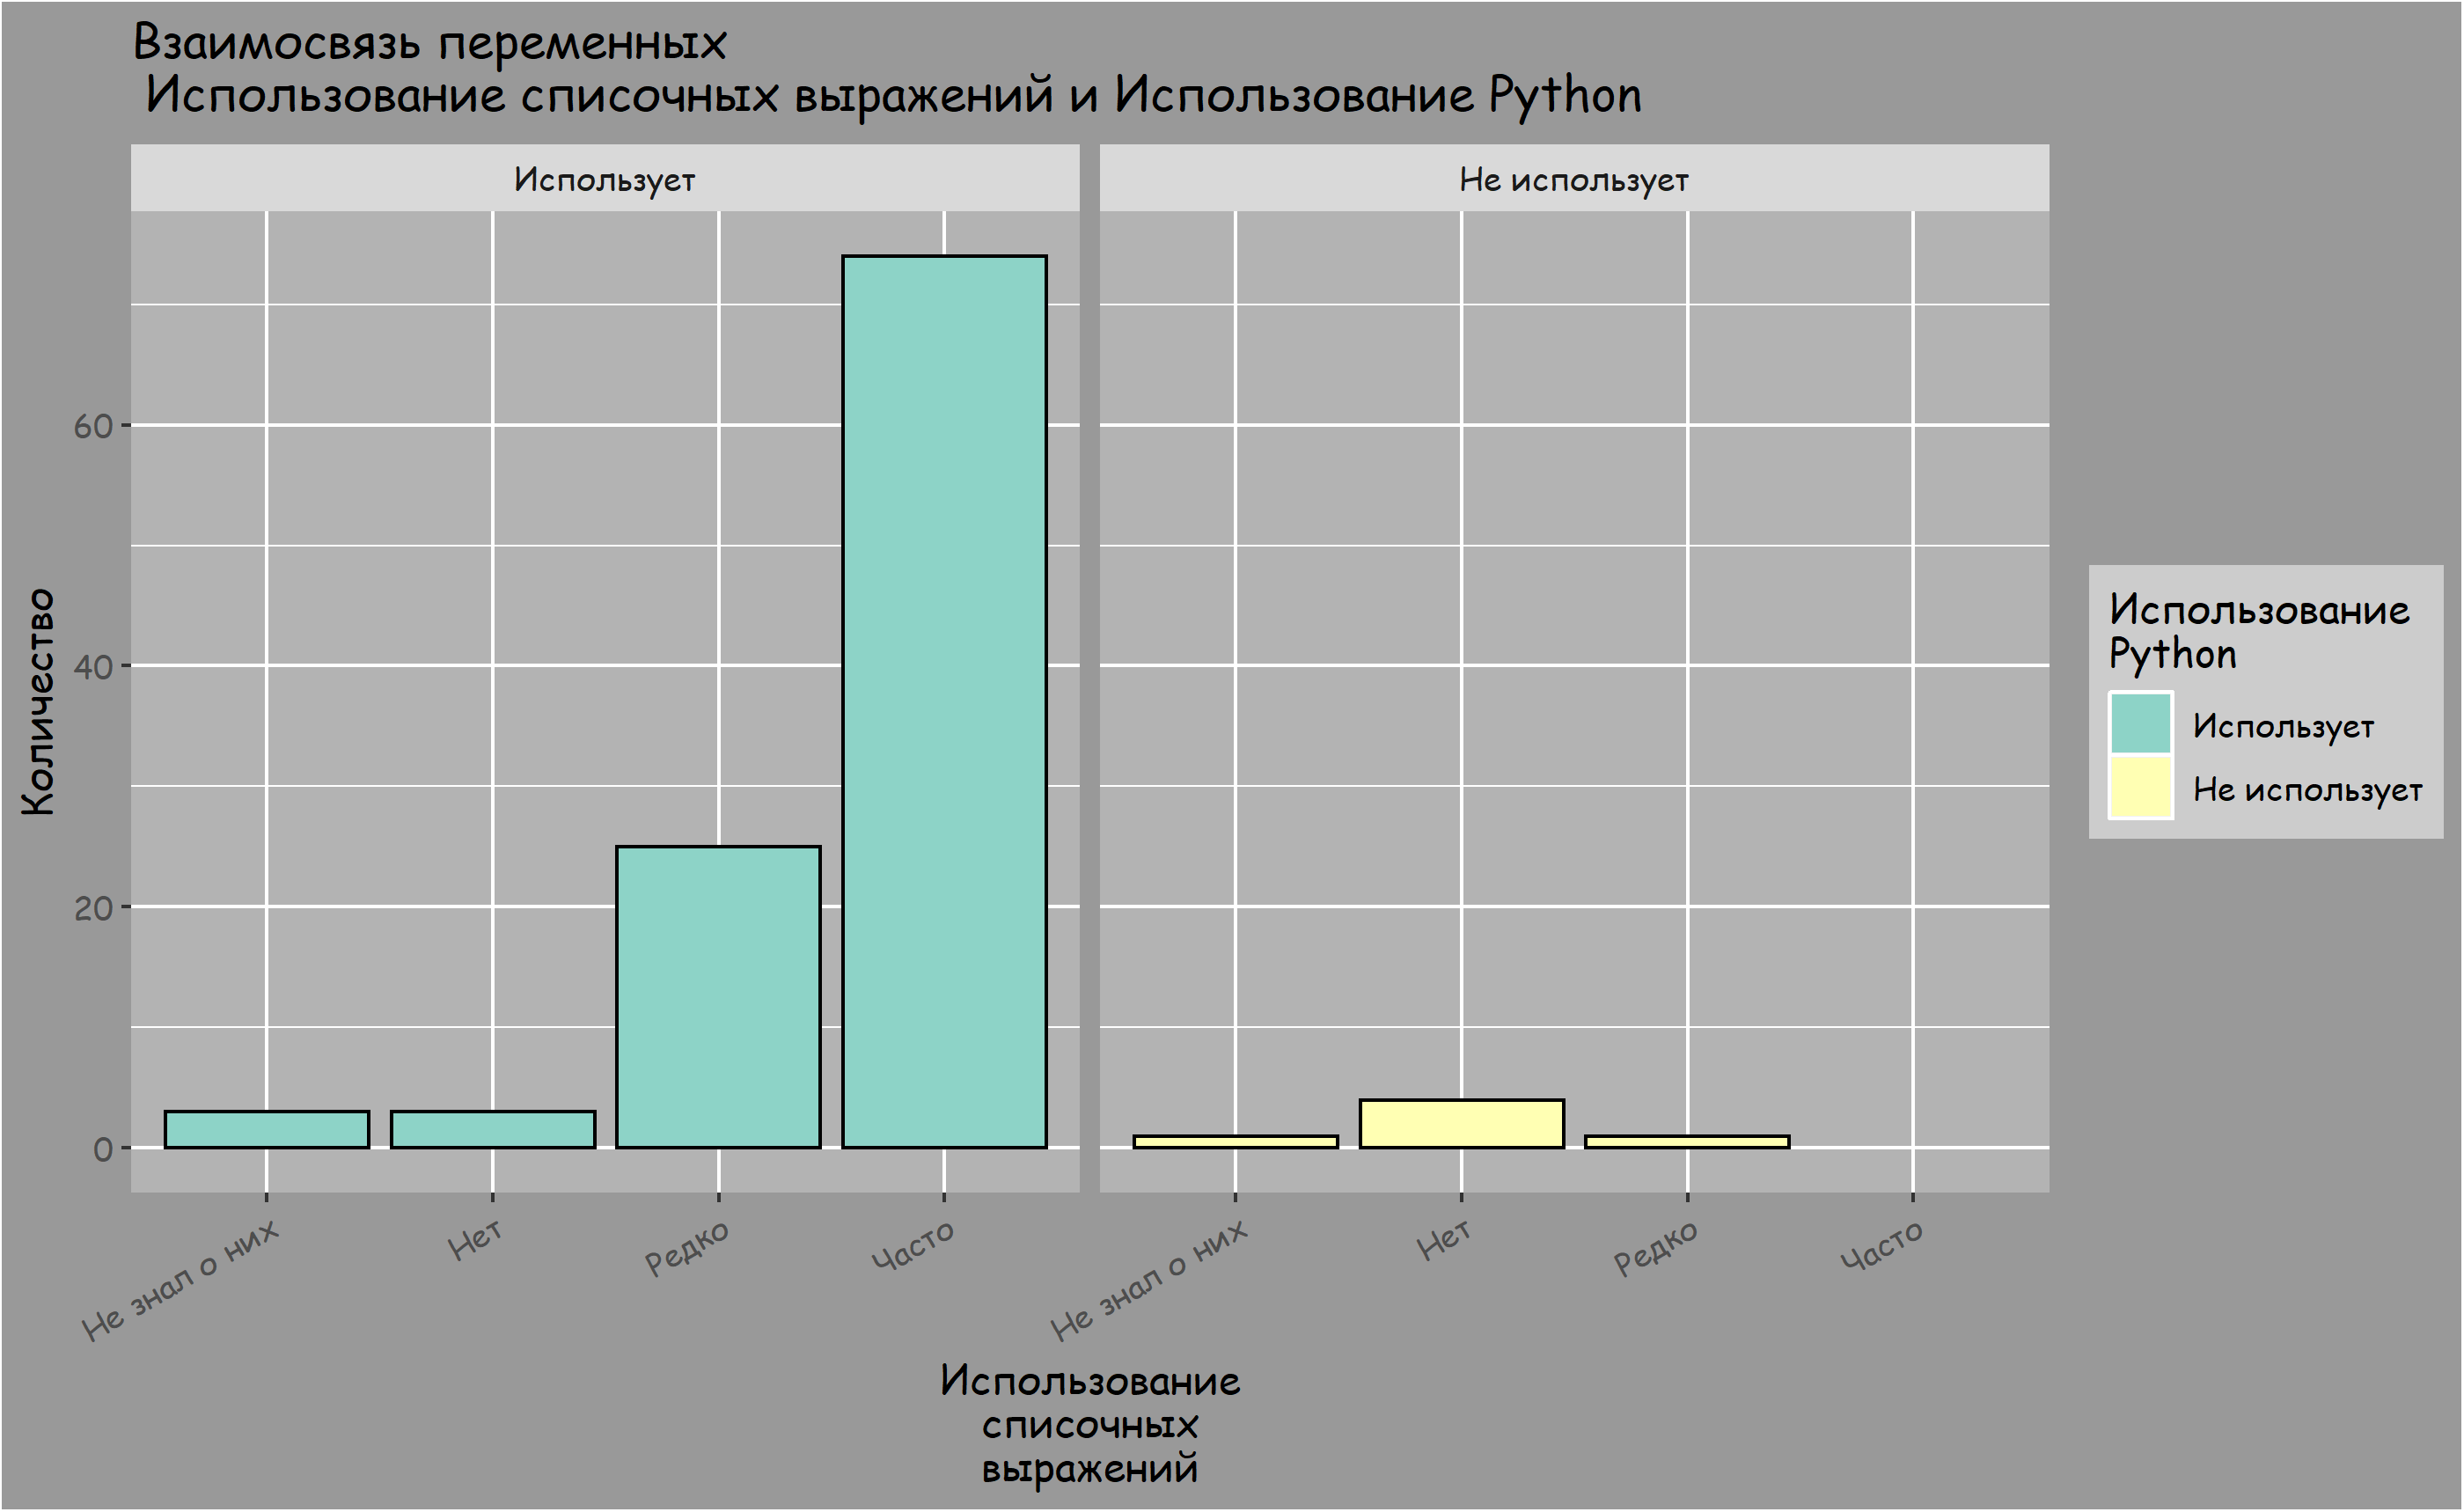 Взаимосвязь переменных
Использование списочных выражений и Использование Python
Использует
Не использует
60
40
20
0
Количество
Не знал о них
Нет
Редко
Часто
Не знал о них
Нет
Редко
Часто
Использование
списочных
выражений
Использование
Python
Использует
Не использует